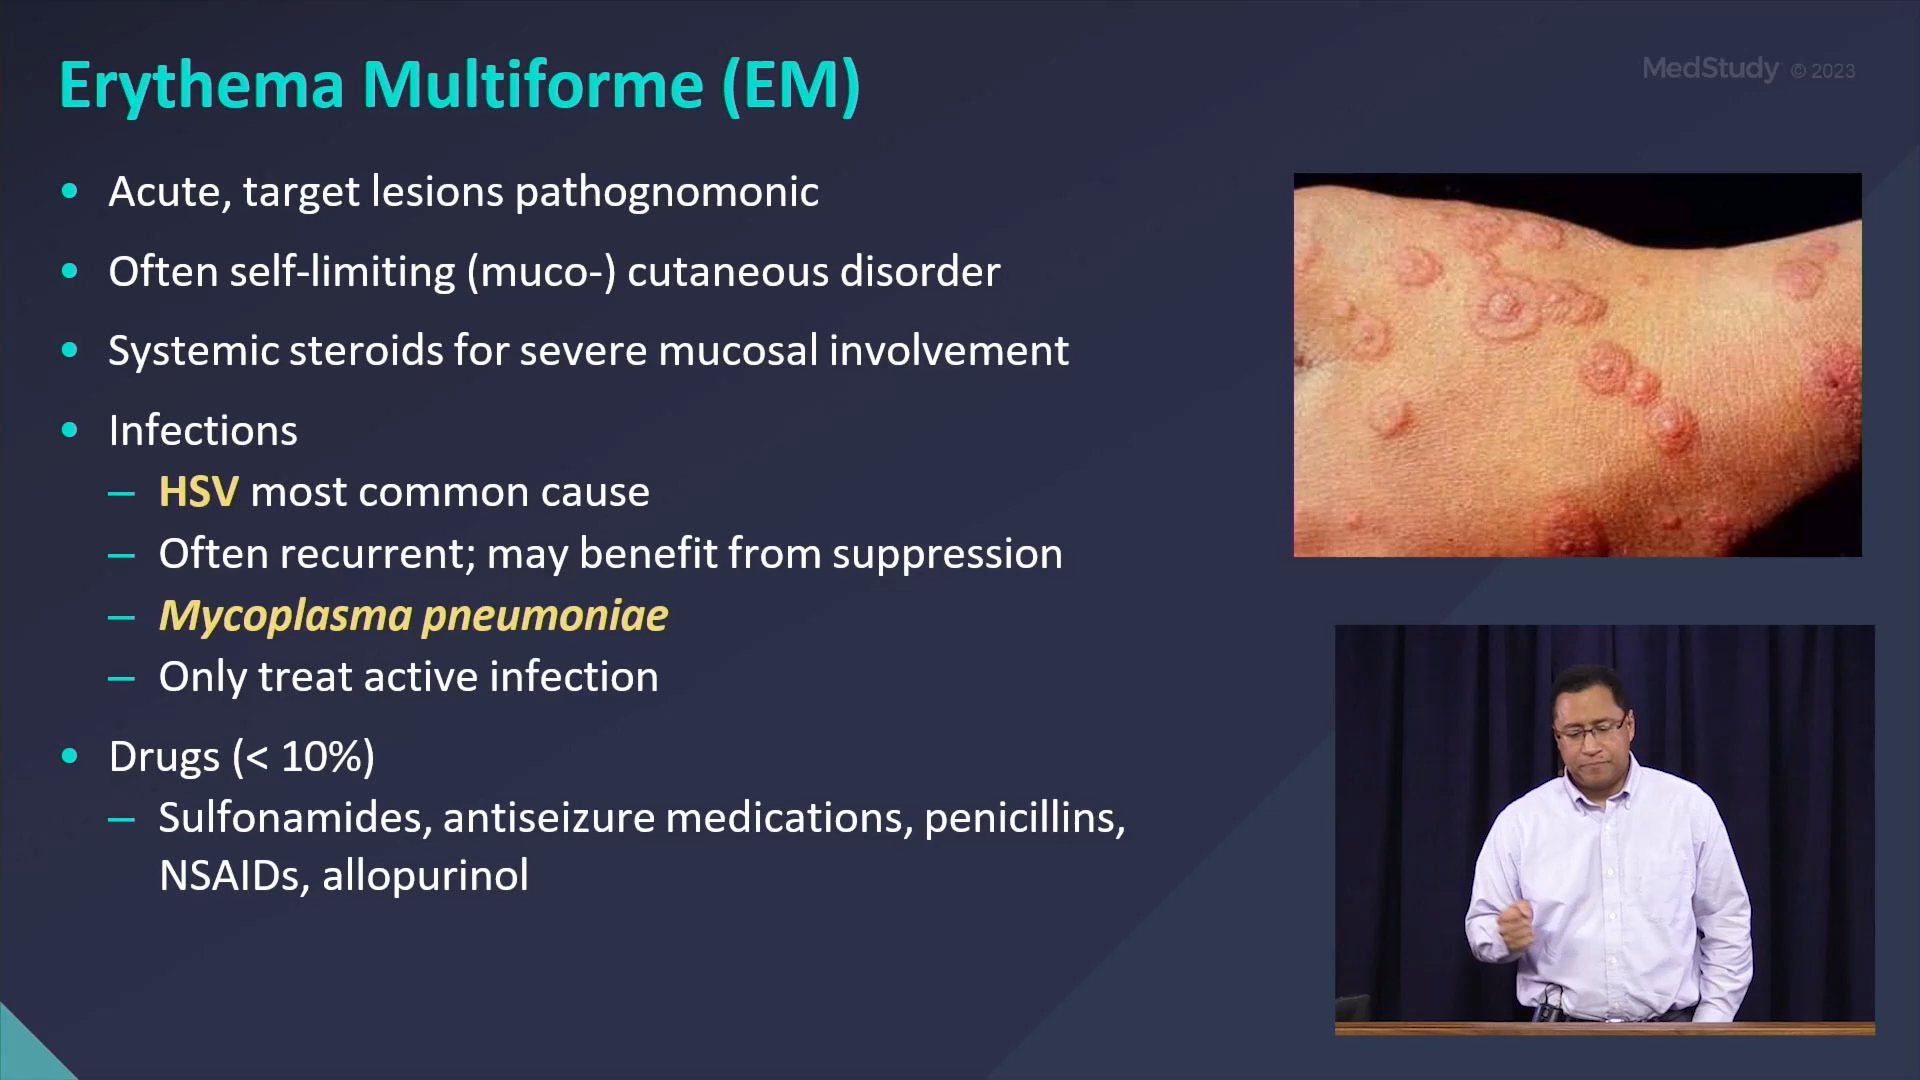 Erythema Multiforme (EM)
MedStudy © 2023
• Acute, target lesions pathognomonic
• Often self-limiting (muco-) cutaneous disorder
• Systemic steroids for severe mucosal involvement
• Infections
– HSV most common cause
– Often recurrent; may benefit from suppression
– Mycoplasma pneumoniae
– Only treat active infection
• Drugs (< 10%)
– Sulfonamides, antiseizure medications, penicillins,
NSAIDs, allopurinol